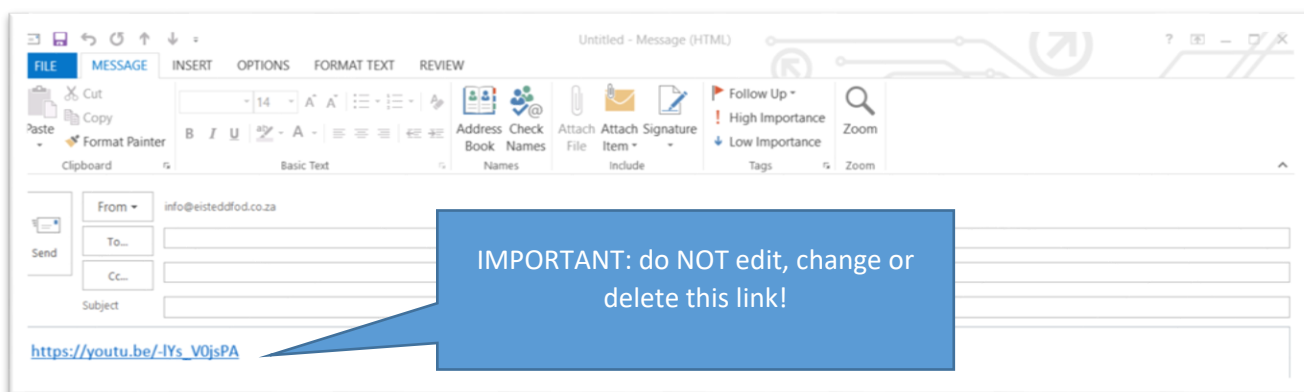 Untitled - Message (HTML)
?
FILE MESSAGE INSERT OPTIONS FORMAT TEXT REVIEW
Paste
Cut
Copy
Format Painter
Clipboard
14
B I U
Basic Text
Address Book
Check Names
Names
Attach File
Attach Item
Signature
Include
Follow Up
High Importance
Low Importance
Tags
Zoom
Zoom
Send
From
info@eisteddfod.co.za
To...
Cc...
Subject
IMPORTANT: do NOT edit, change or
delete this link!
https://youtu.be/-lYs_V0jsPA